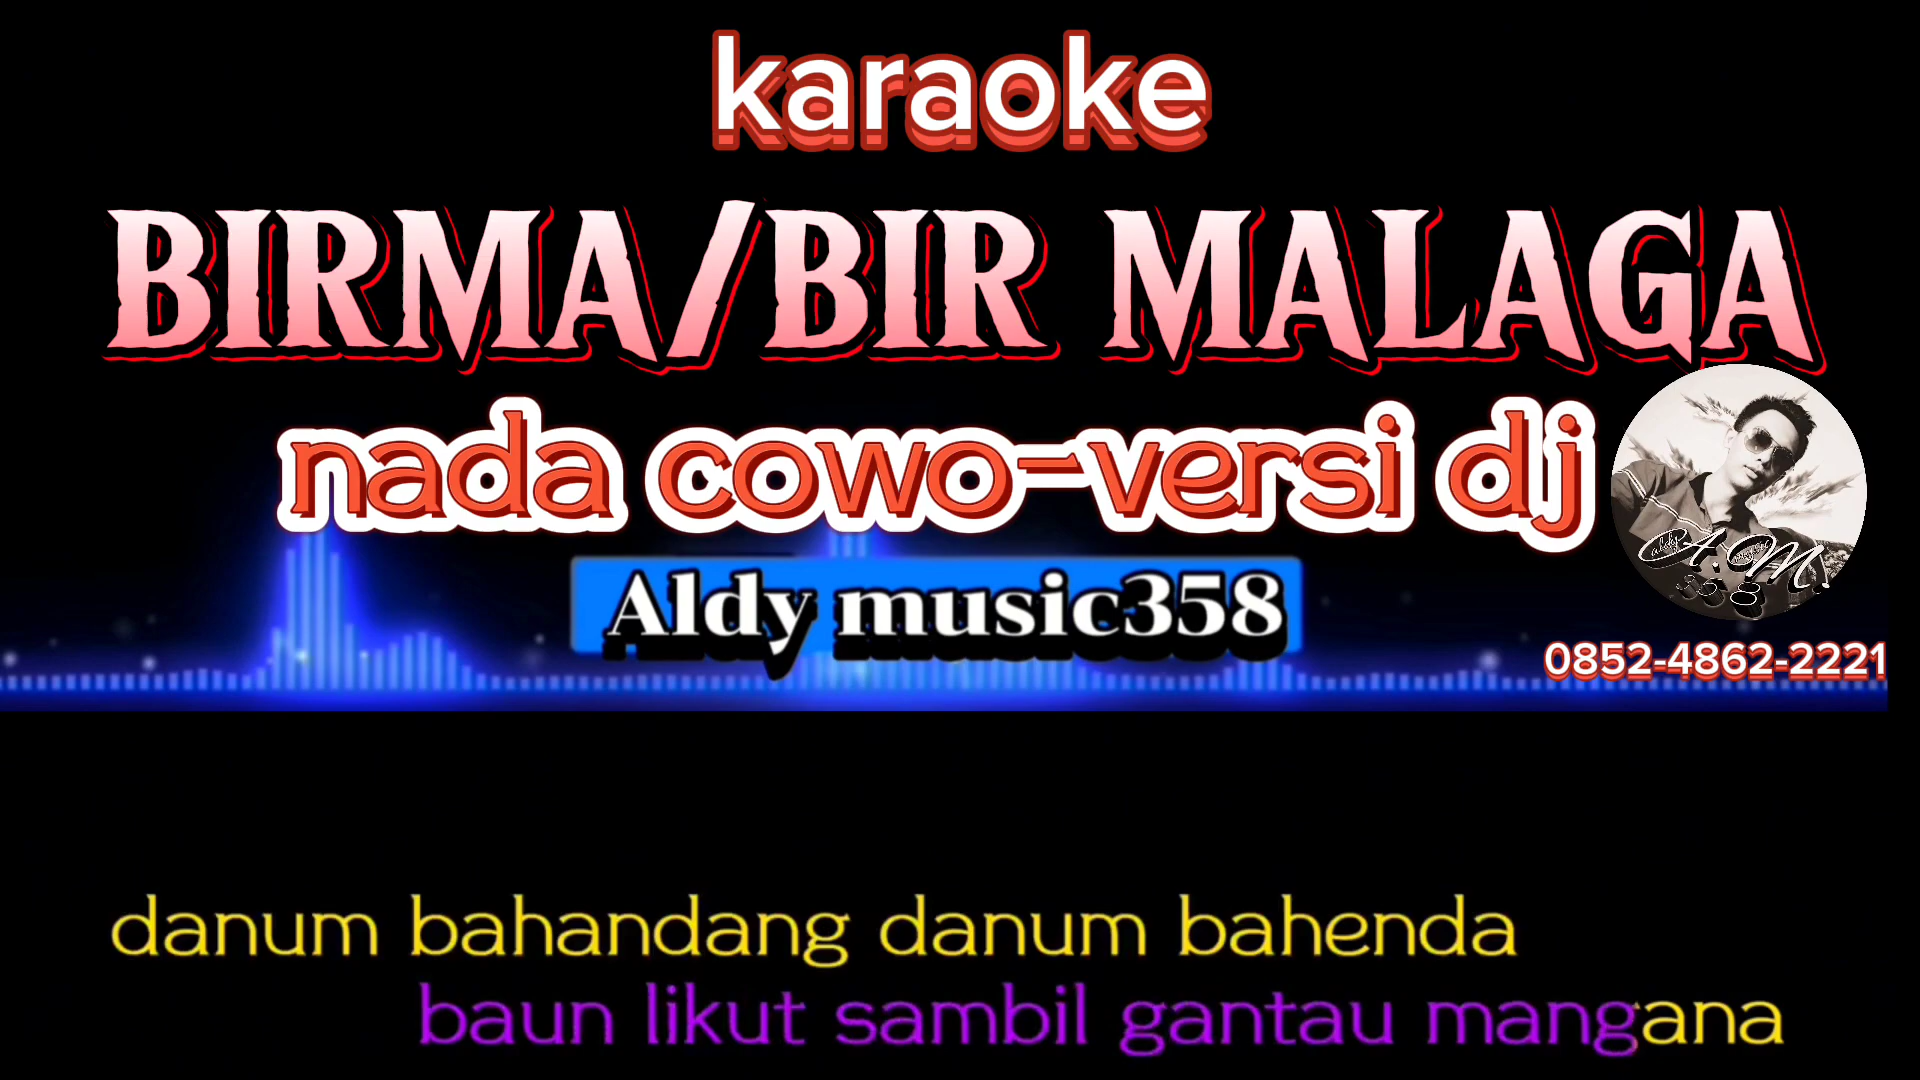 karaoke
BIRMA/BIR MALAGA
nada cowo-versi dj
Aldy music358
A.M.
358
0852-4862-2221
danum bahandang danum bahenda
baun likut sambil gantau mangana